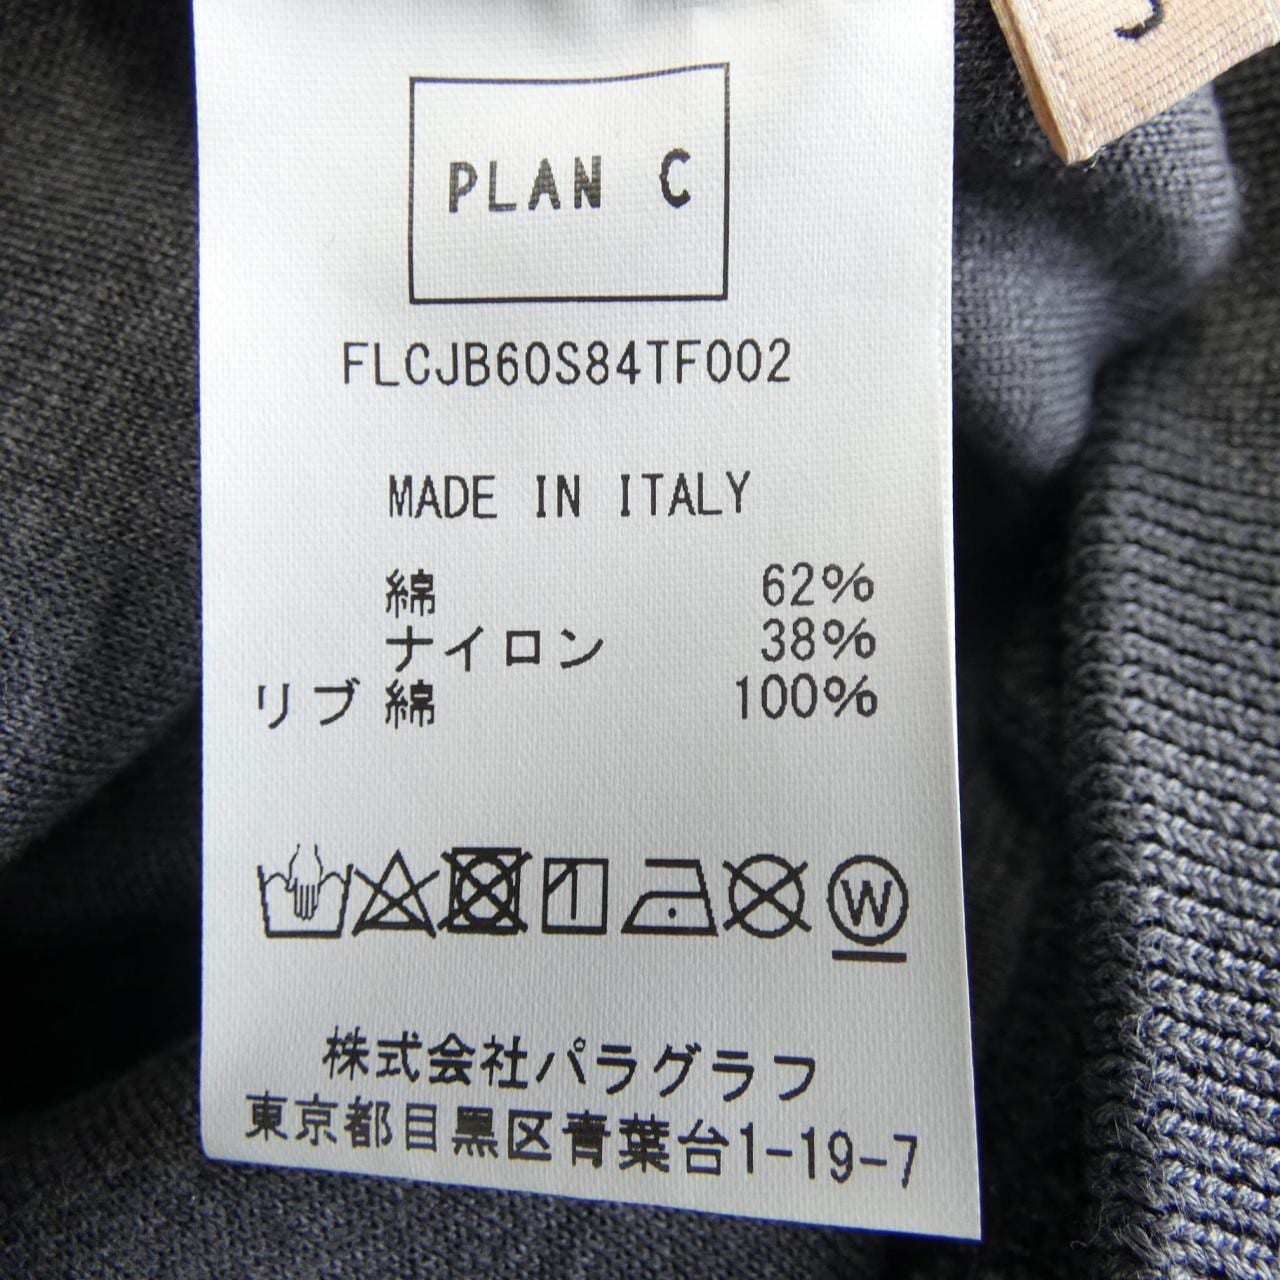 PLAN C
FLCJB60S84TF002
MADE IN ITALY
綿 62%
ナイロン 38%
リブ 綿 100%
W
株式会社パラグラフ
東京都目黒区青葉台1-19-7